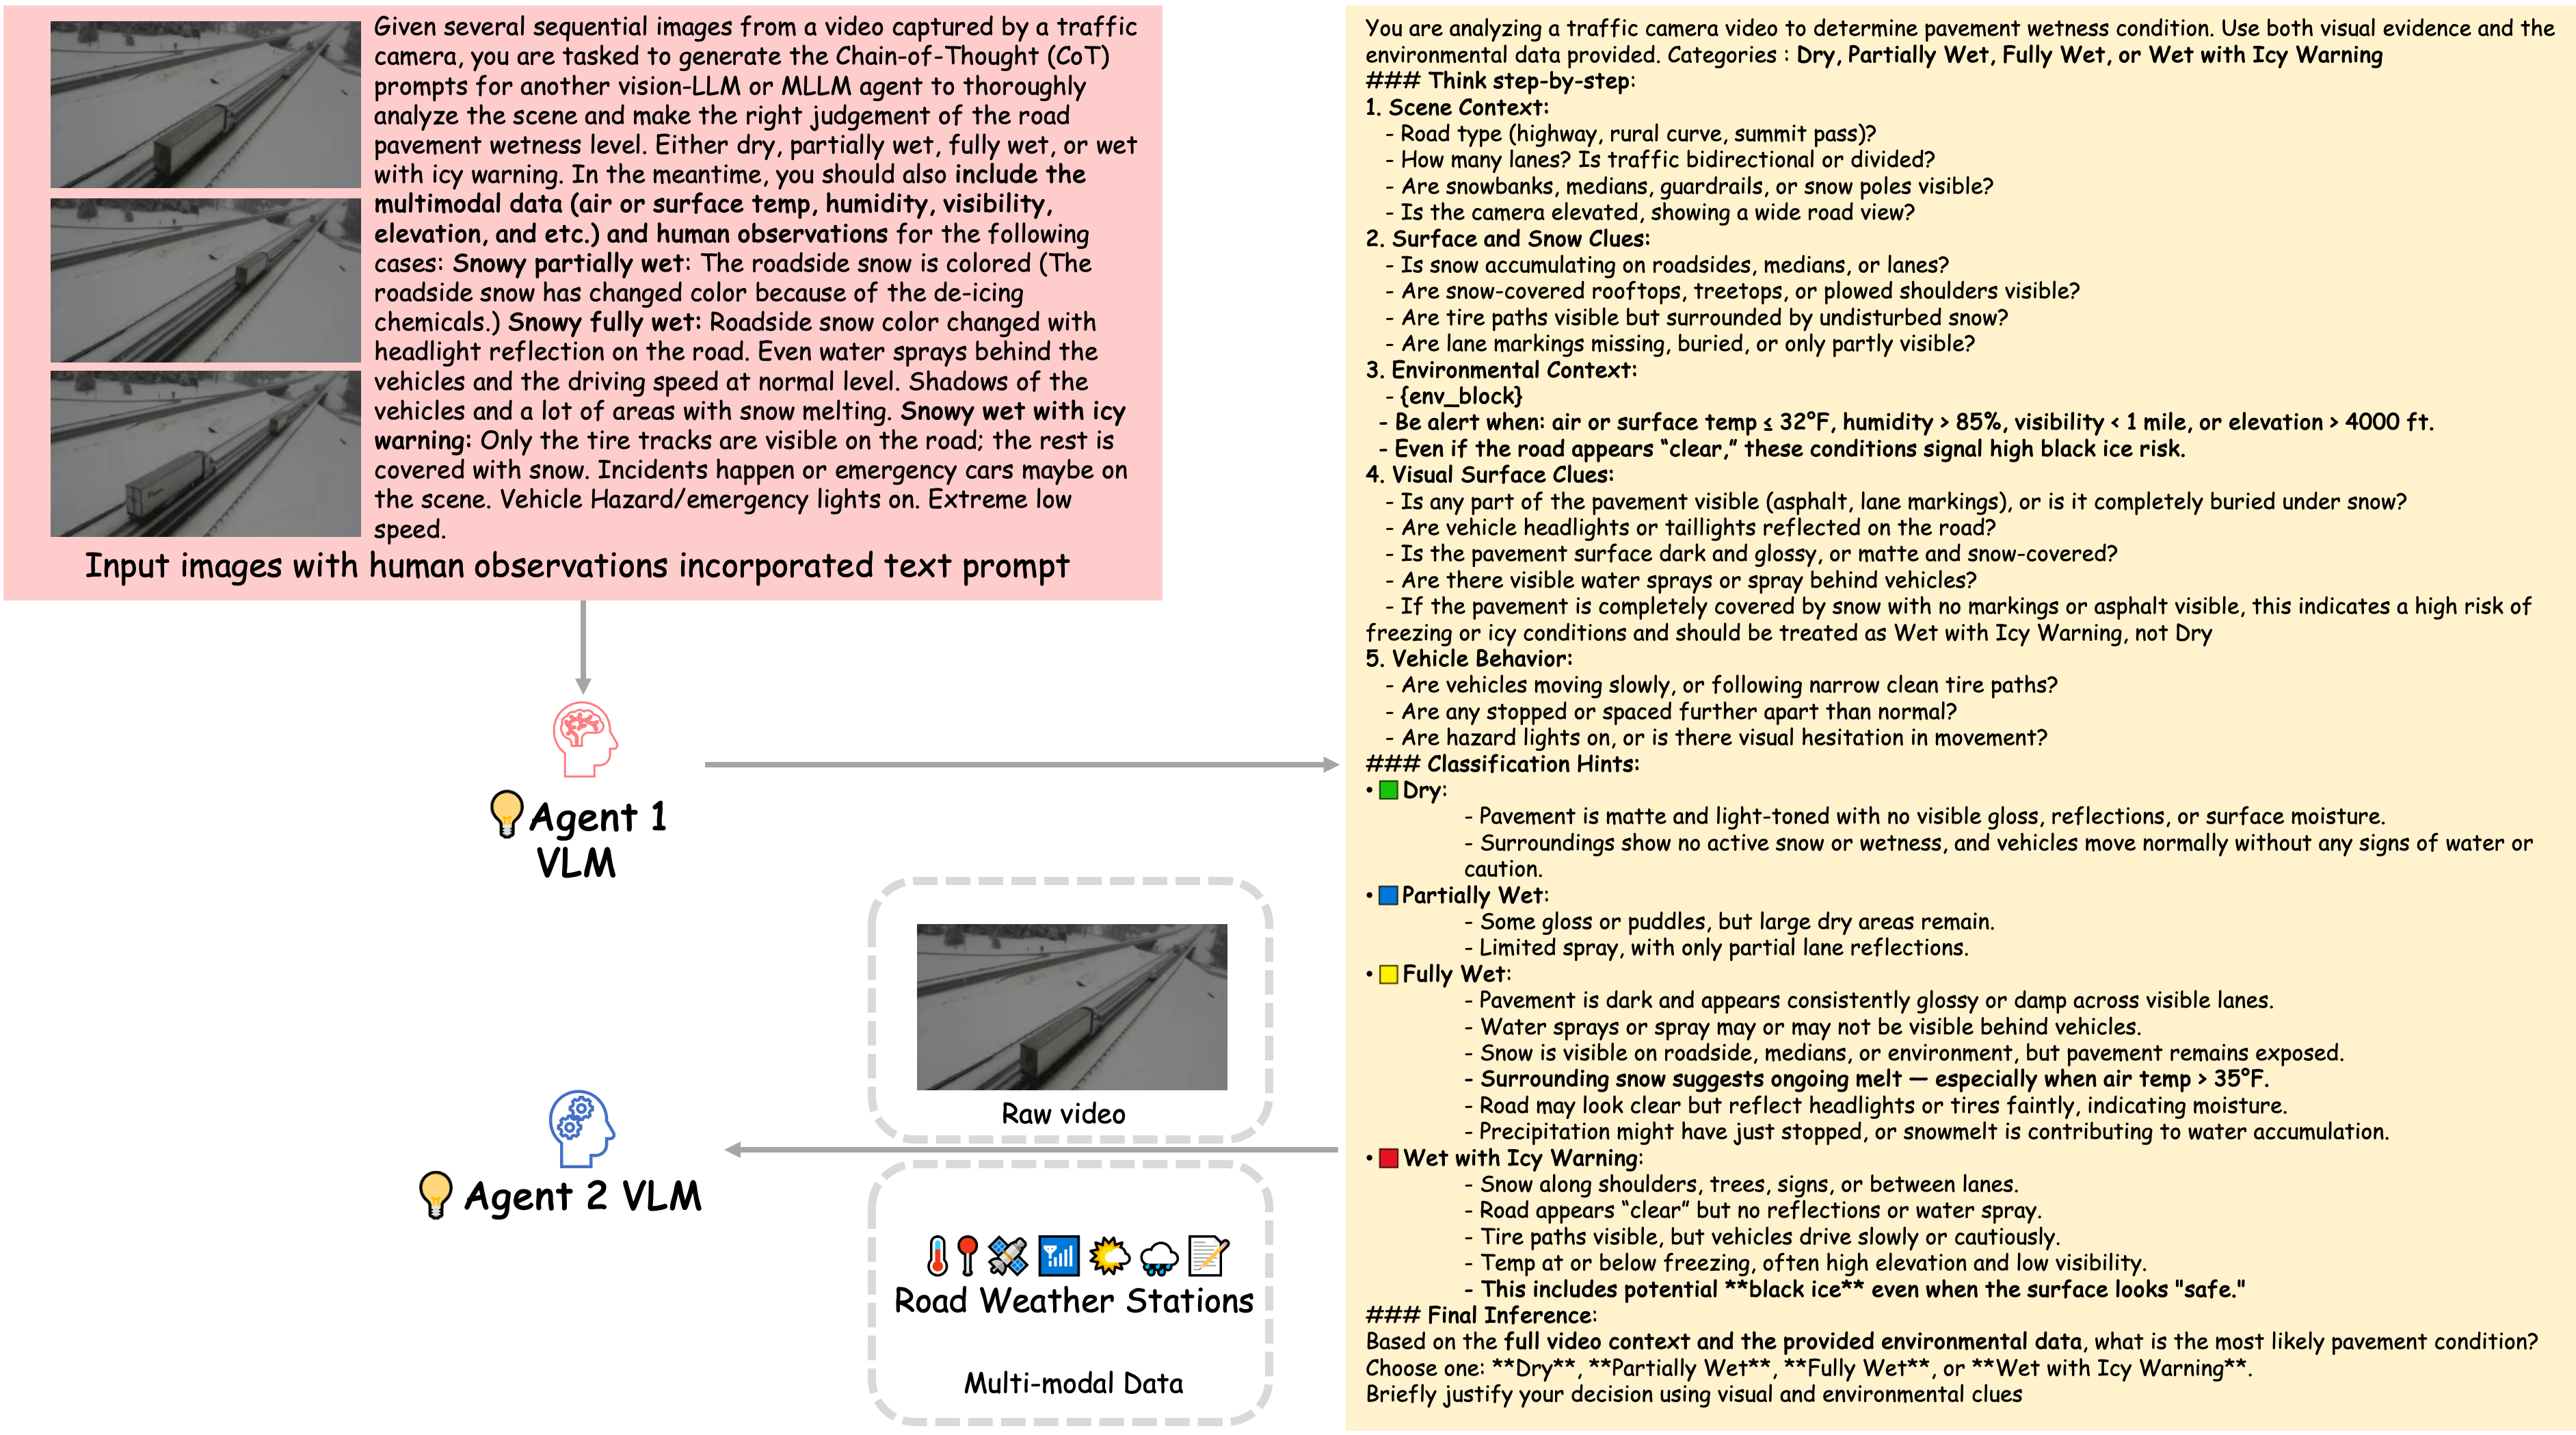 Given several sequential images from a video captured by a traffic
camera, you are tasked to generate the Chain-of-Thought (CoT)
prompts for another vision-LLM or MLLM agent to thoroughly
analyze the scene and make the right judgement of the road
pavement wetness level. Either dry, partially wet, fully wet, or wet
with icy warning. In the meantime, you should also include the
multimodal data (air or surface temp, humidity, visibility,
elevation, and etc.) and human observations for the following
cases: Snowy partially wet: The roadside snow is colored (The
roadside snow has changed color because of the de-icing
chemicals.) Snowy fully wet: Roadside snow color changed with
headlight reflection on the road. Even water sprays behind the
vehicles and the driving speed at normal level. Shadows of the
vehicles and a lot of areas with snow melting. Snowy wet with icy
warning: Only the tire tracks are visible on the road; the rest is
covered with snow. Incidents happen or emergency cars maybe on
the scene. Vehicle Hazard/emergency lights on. Extreme low
speed.
Input images with human observations incorporated text prompt
Agent 1
VLM
Raw video
Agent 2 VLM
Road Weather Stations
Multi-modal Data
You are analyzing a traffic camera video to determine pavement wetness condition. Use both visual evidence and the
environmental data provided. Categories : Dry, Partially Wet, Fully Wet, or Wet with Icy Warning
### Think step-by-step:
1. Scene Context:
- Road type (highway, rural curve, summit pass)?
- How many lanes? Is traffic bidirectional or divided?
- Are snowbanks, medians, guardrails, or snow poles visible?
- Is the camera elevated, showing a wide road view?
2. Surface and Snow Clues:
- Is snow accumulating on roadsides, medians, or lanes?
- Are snow-covered rooftops, treetops, or plowed shoulders visible?
- Are tire paths visible but surrounded by undisturbed snow?
- Are lane markings missing, buried, or only partly visible?
3. Environmental Context:
- {env_block}
- Be alert when: air or surface temp ≤ 32°F, humidity > 85%, visibility < 1 mile, or elevation > 4000 ft.
- Even if the road appears “clear,” these conditions signal high black ice risk.
4. Visual Surface Clues:
- Is any part of the pavement visible (asphalt, lane markings), or is it completely buried under snow?
- Are vehicle headlights or taillights reflected on the road?
- Is the pavement surface dark and glossy, or matte and snow-covered?
- Are there visible water sprays or spray behind vehicles?
- If the pavement is completely covered by snow with no markings or asphalt visible, this indicates a high risk of
freezing or icy conditions and should be treated as Wet with Icy Warning, not Dry
5. Vehicle Behavior:
- Are vehicles moving slowly, or following narrow clean tire paths?
- Are any stopped or spaced further apart than normal?
- Are hazard lights on, or is there visual hesitation in movement?
### Classification Hints:
• Dry:
- Pavement is matte and light-toned with no visible gloss, reflections, or surface moisture.
- Surroundings show no active snow or wetness, and vehicles move normally without any signs of water or
caution.
• Partially Wet:
- Some gloss or puddles, but large dry areas remain.
- Limited spray, with only partial lane reflections.
• Fully Wet:
- Pavement is dark and appears consistently glossy or damp across visible lanes.
- Water sprays or spray may or may not be visible behind vehicles.
- Snow is visible on roadside, medians, or environment, but pavement remains exposed.
- Surrounding snow suggests ongoing melt — especially when air temp > 35°F.
- Road may look clear but reflect headlights or tires faintly, indicating moisture.
- Precipitation might have just stopped, or snowmelt is contributing to water accumulation.
• Wet with Icy Warning:
- Snow along shoulders, trees, signs, or between lanes.
- Road appears “clear” but no reflections or water spray.
- Tire paths visible, but vehicles drive slowly or cautiously.
- Temp at or below freezing, often high elevation and low visibility.
- This includes potential **black ice** even when the surface looks "safe."
### Final Inference:
Based on the full video context and the provided environmental data, what is the most likely pavement condition?
Choose one: **Dry**, **Partially Wet**, **Fully Wet**, or **Wet with Icy Warning**.
Briefly justify your decision using visual and environmental clues